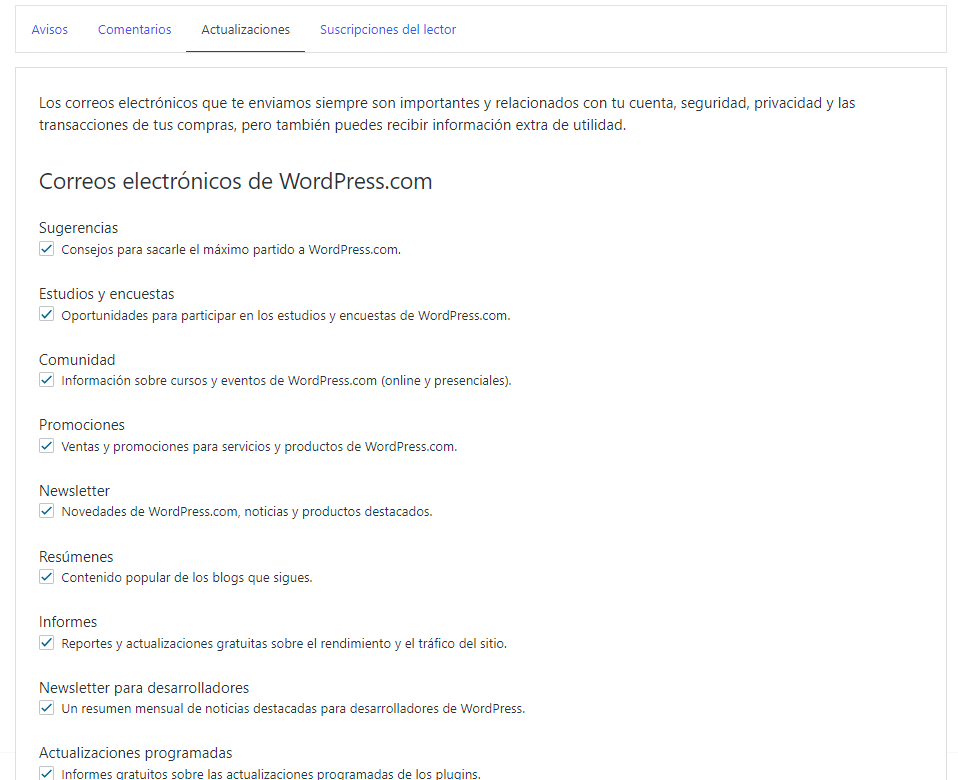 Avisos
Comentarios
Actualizaciones
Suscripciones del lector
Los correos electrónicos que te enviamos siempre son importantes y relacionados con tu cuenta, seguridad, privacidad y las
transacciones de tus compras, pero también puedes recibir información extra de utilidad.
Correos electrónicos de WordPress.com
Sugerencias
Consejos para sacarle el máximo partido a WordPress.com.
Estudios y encuestas
Oportunidades para participar en los estudios y encuestas de WordPress.com.
Comunidad
Información sobre cursos y eventos de WordPress.com (online y presenciales).
Promociones
Ventas y promociones para servicios y productos de WordPress.com.
Newsletter
Novedades de WordPress.com, noticias y productos destacados.
Resúmenes
Contenido popular de los blogs que sigues.
Informes
Reportes y actualizaciones gratuitas sobre el rendimiento y el tráfico del sitio.
Newsletter para desarrolladores
Un resumen mensual de noticias destacadas para desarrolladores de WordPress.
Actualizaciones programadas
Informes gratuitos sobre las actualizaciones programadas de los plugins.